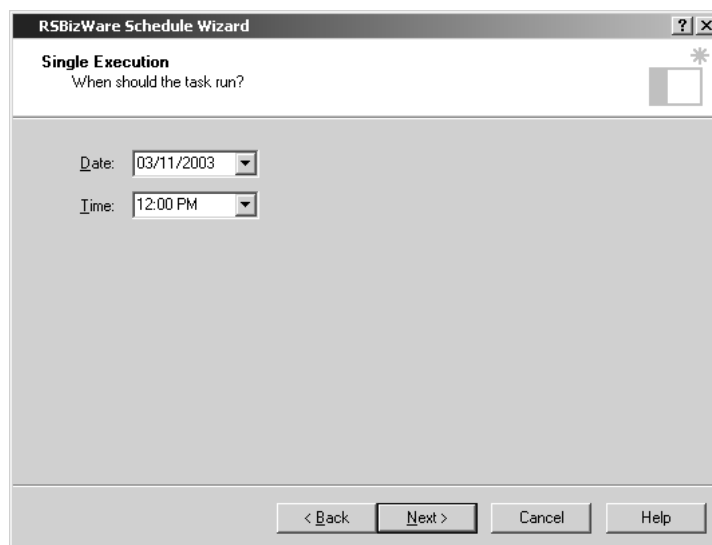 RSBizWare Schedule Wizard
Single Execution
When should the task run?
Date: 03/11/2003
Time: 12:00 PM
< Back Next > Cancel Help